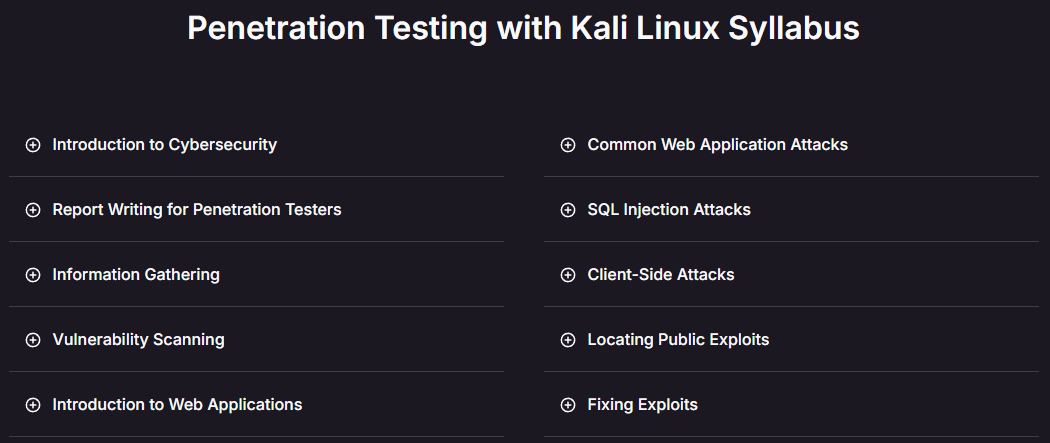 Penetration Testing with Kali Linux Syllabus
Introduction to Cybersecurity
Report Writing for Penetration Testers
Information Gathering
Vulnerability Scanning
Introduction to Web Applications
Common Web Application Attacks
SQL Injection Attacks
Client-Side Attacks
Locating Public Exploits
Fixing Exploits